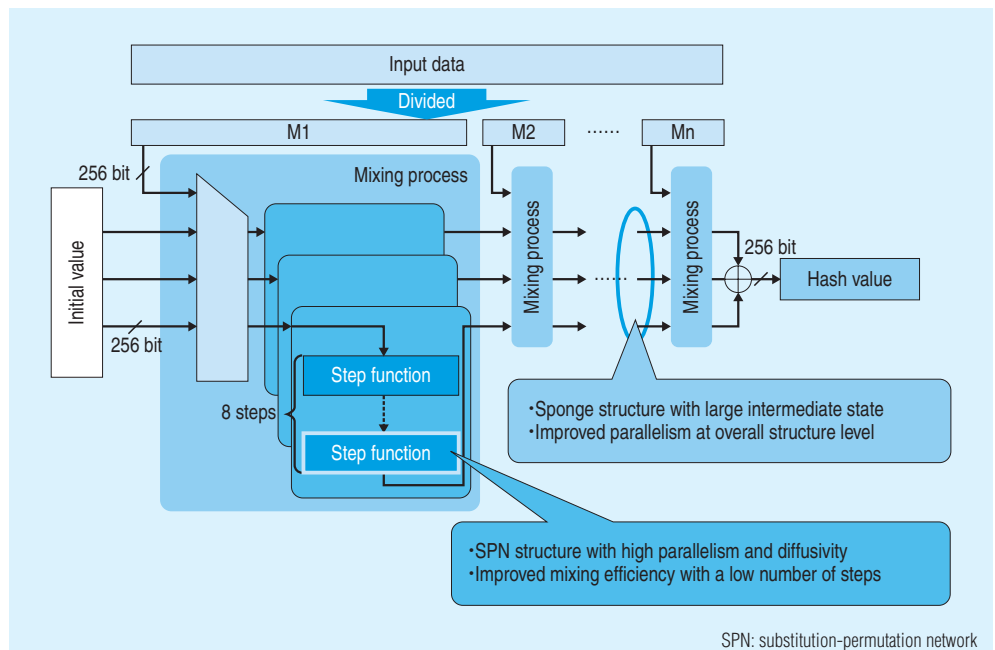 Input data
Divided
M1
M2
······
Mn
256 bit
Mixing process
Initial value
Mixing process
······
Mixing process
256 bit
Hash value
256 bit
Step function
8 steps
Step function
・Sponge structure with large intermediate state
・Improved parallelism at overall structure level
・SPN structure with high parallelism and diffusivity
・Improved mixing efficiency with a low number of steps
SPN: substitution-permutation network